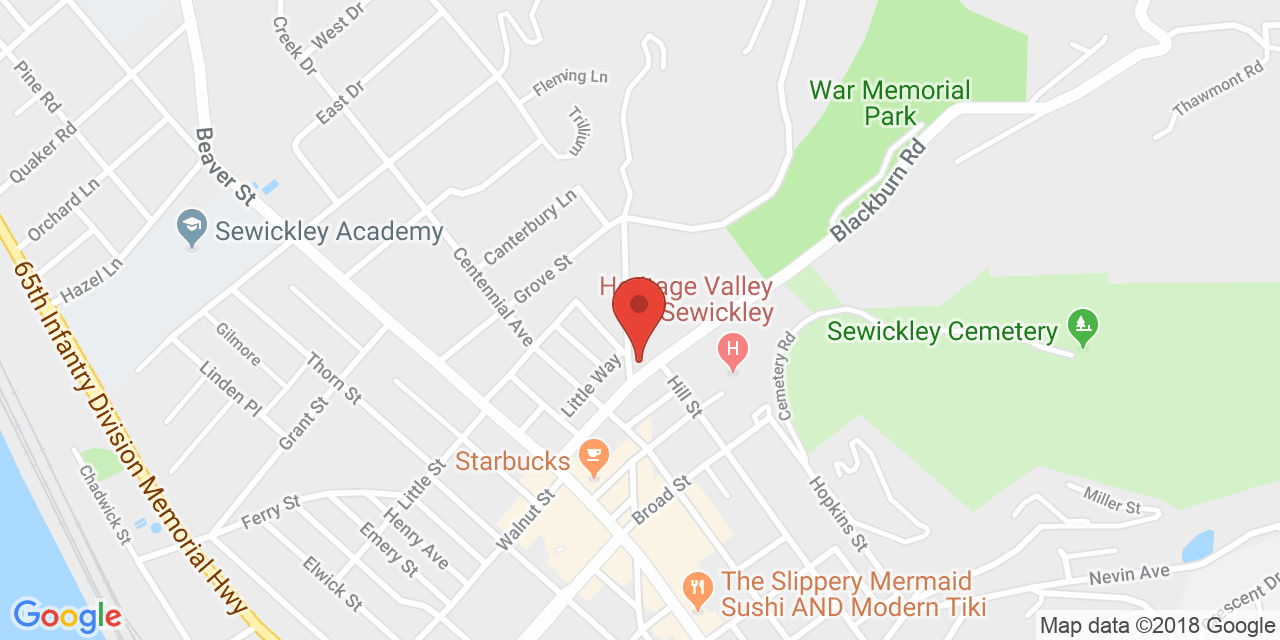 West Dr
Creek Dr
Pine Rd
East Dr
Fleming Ln
Trillium
War Memorial
Park
Thawmont Rd
Quaker Rd
Beaver St
Blackburn Rd
Orchard Ln
Sewickley Academy
Canterbury Ln
Hazel Ln
Centennial Ave
Grove St
Heritage Valley
Sewickley
65th Infantry Division Memorial Hwy
Gilmore
Sewickley Cemetery
H
Cemetery Rd
Thorn St
Linden Pl
Little Way
Hill St
Grant St
Starbucks
Little St
Chadwick St
Ferry St
Walnut St
Broad St
Hopkins St
Miller St
Henry Ave
Emery St
Elwick St
Nevin Ave
The Slippery Mermaid
Sushi AND Modern Tiki
Crescent Dr
Google
Map data ©2018 Google